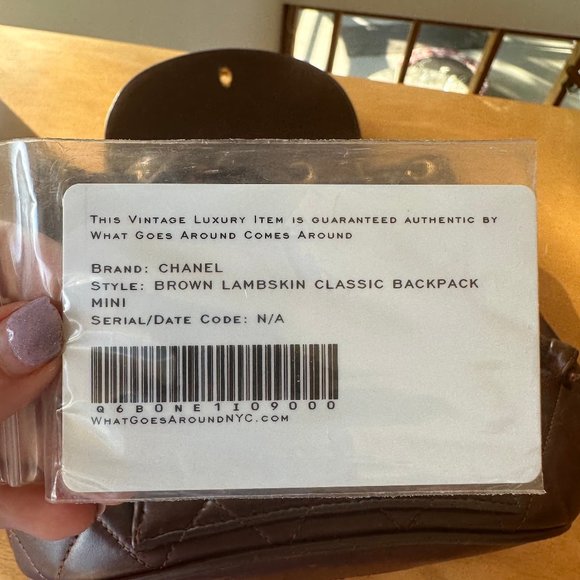 This Vintage Luxury Item is guaranteed authentic by
What Goes Around Comes Around
Brand: CHANEL
Style: BROWN LAMBSKIN CLASSIC BACKPACK
MINI
Serial/Date Code: N/A
Q6B0NE1I09000
WhatGoesAroundNYC.com